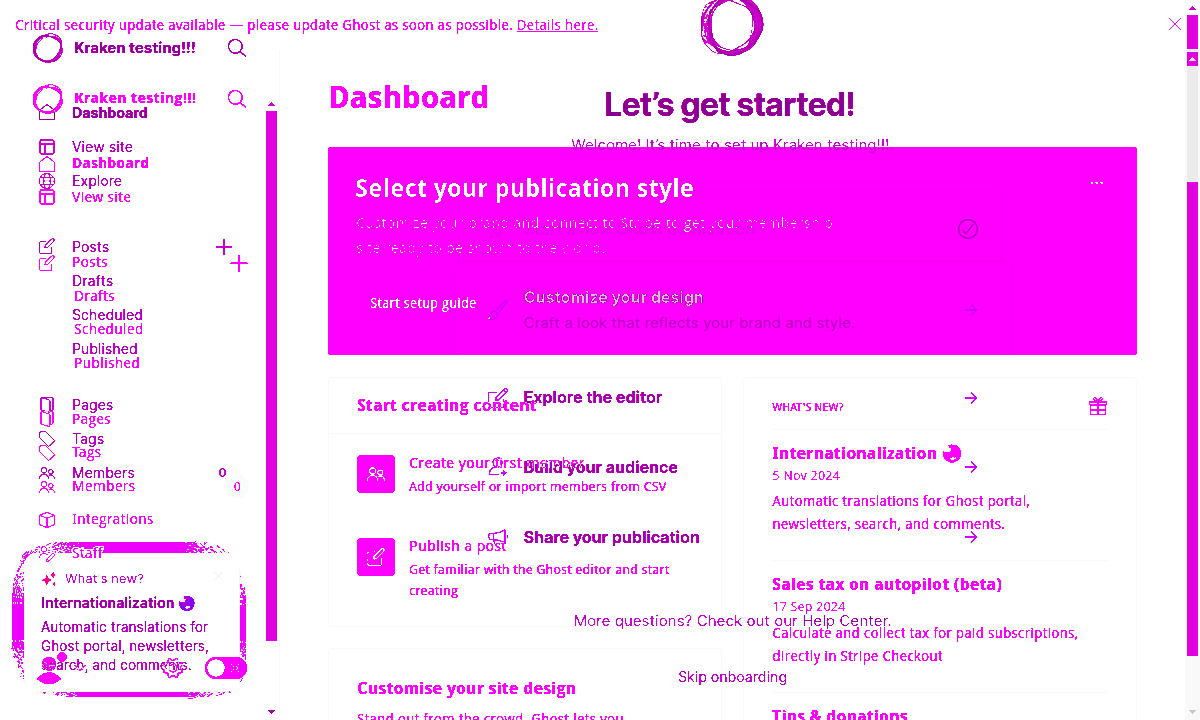 Critical security update available — please update Ghost as soon as possible. Details here.
Kraken testing!!!
Kraken testing!!!
Dashboard
View site
Dashboard
Explore
View site
Posts
Posts
Drafts
Drafts
Scheduled
Scheduled
Published
Published
Pages
Pages
Tags
Tags
Members 0
Members 0
Integrations
Staff
What's new?
Internationalization
Automatic translations for
Ghost portal, newsletters,
search, and comments.
Dashboard
Let's get started!
Welcome! It's time to set up Kraken testing!!!
Select your publication style
Customize your brand and connect to Stripe to get your membership
site ready to be shown to the world.
Start setup guide
Customize your design
Craft a look that reflects your brand and style.
Start creating content
Explore the editor
Create your first member
Build your audience
Add yourself or import members from CSV
Share your publication
Publish a post
Get familiar with the Ghost editor and start
creating
More questions? Check out our Help Center.
Skip onboarding
Customise your site design
Stand out from the crowd. Ghost lets you
WHAT'S NEW?
Internationalization
5 Nov 2024
Automatic translations for Ghost portal,
newsletters, search, and comments.
Sales tax on autopilot (beta)
17 Sep 2024
Calculate and collect tax for paid subscriptions,
directly in Stripe Checkout
Tips & donations